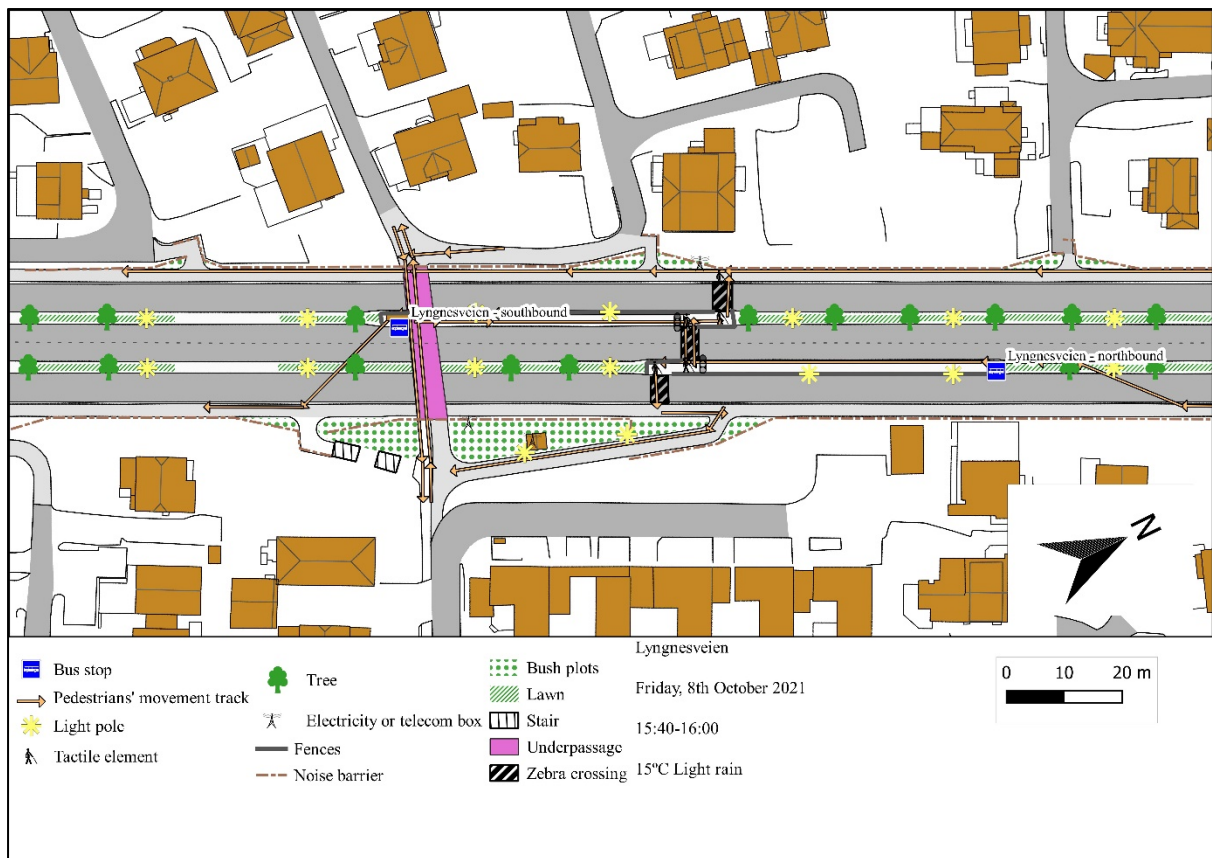 Lyngnesveien - southbound
Lyngnesveien - northbound
N
Bus stop
Pedestrians' movement track
Light pole
Tactile element
Tree
Electricity or telecom box
Fences
Noise barrier
Bush plots
Lawn
Stair
Underpassage
Zebra crossing
Lyngnesveien
Friday, 8th October 2021
15:40-16:00
15°C Light rain
0 10 20 m